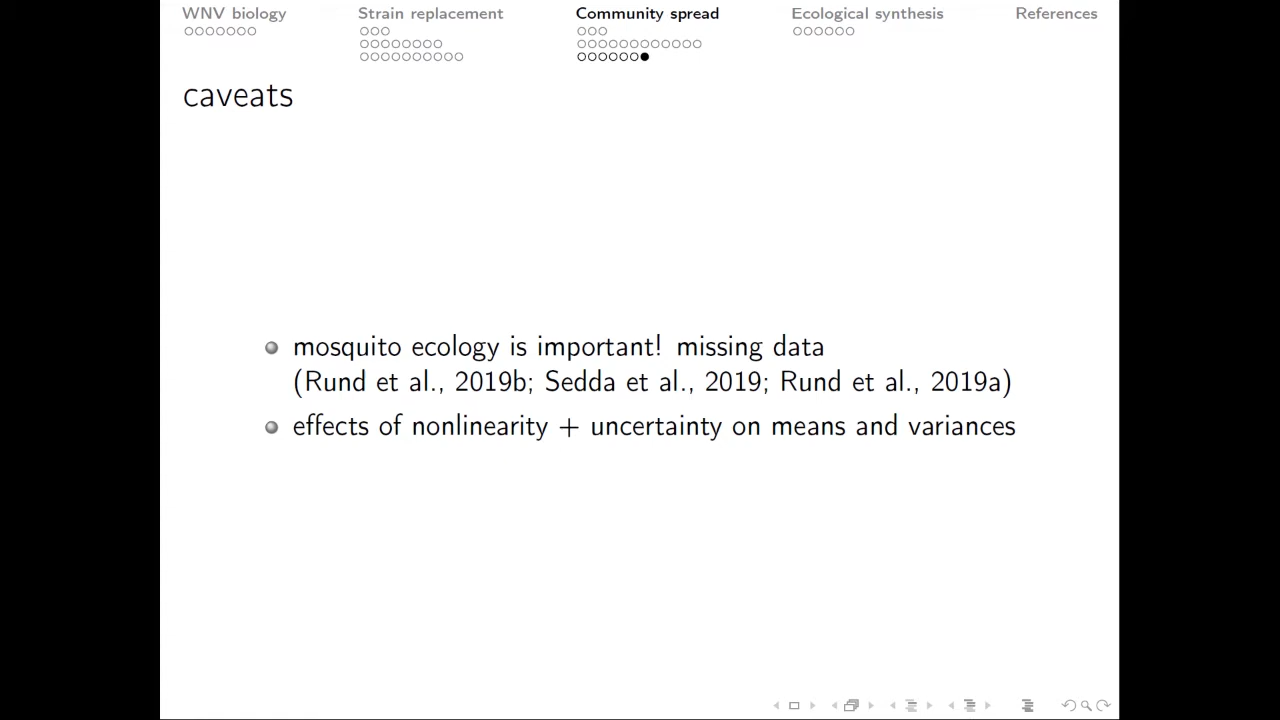 WNV biology
Strain replacement
Community spread
Ecological synthesis
References
caveats
mosquito ecology is important! missing data
(Rund et al., 2019b; Sedda et al., 2019; Rund et al., 2019a)
effects of nonlinearity + uncertainty on means and variances